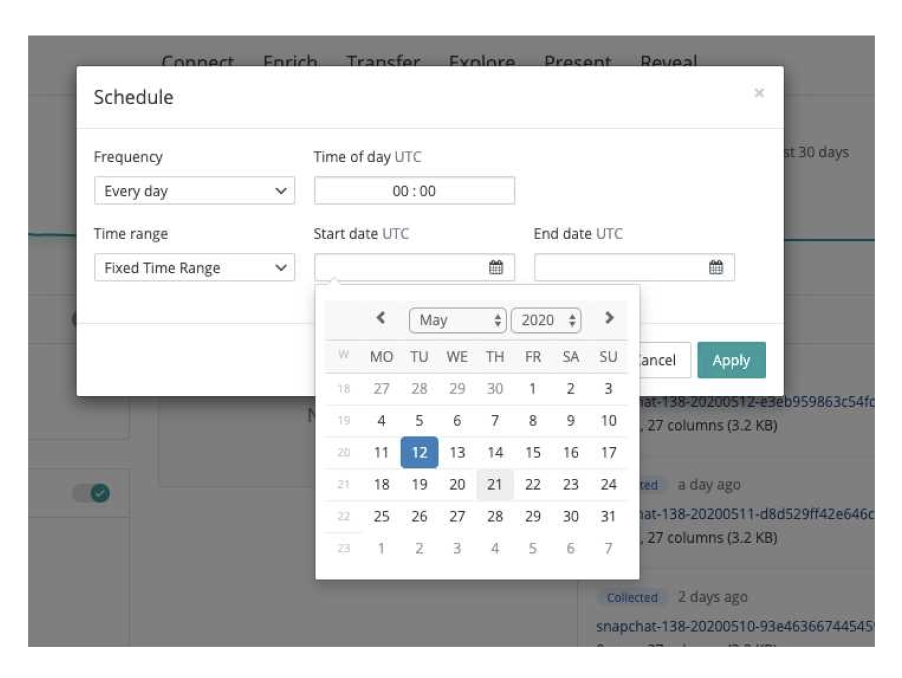 Connect Enrich Transfer Explore Present Reveal
Schedule ×
Frequency Time of day UTC
st 30 days
Every day 00 : 00
Time range Start date UTC End date UTC
Fixed Time Range
May 2020
W MO TU WE TH FR SA SU
ancel Apply
18 27 28 29 30 1 2 3
hat-138-20200512-e3eb959863c54fc
19 4 5 6 7 8 9 10
N
, 27 columns (3.2 KB)
20 11 12 13 14 15 16 17
21 18 19 20 21 22 23 24
ted a day ago
22 25 26 27 28 29 30 31
hat-138-20200511-d8d529ff42e646c
, 27 columns (3.2 KB)
23 1 2 3 4 5 6 7
Collected 2 days ago
snapchat-138-20200510-93e46366744545